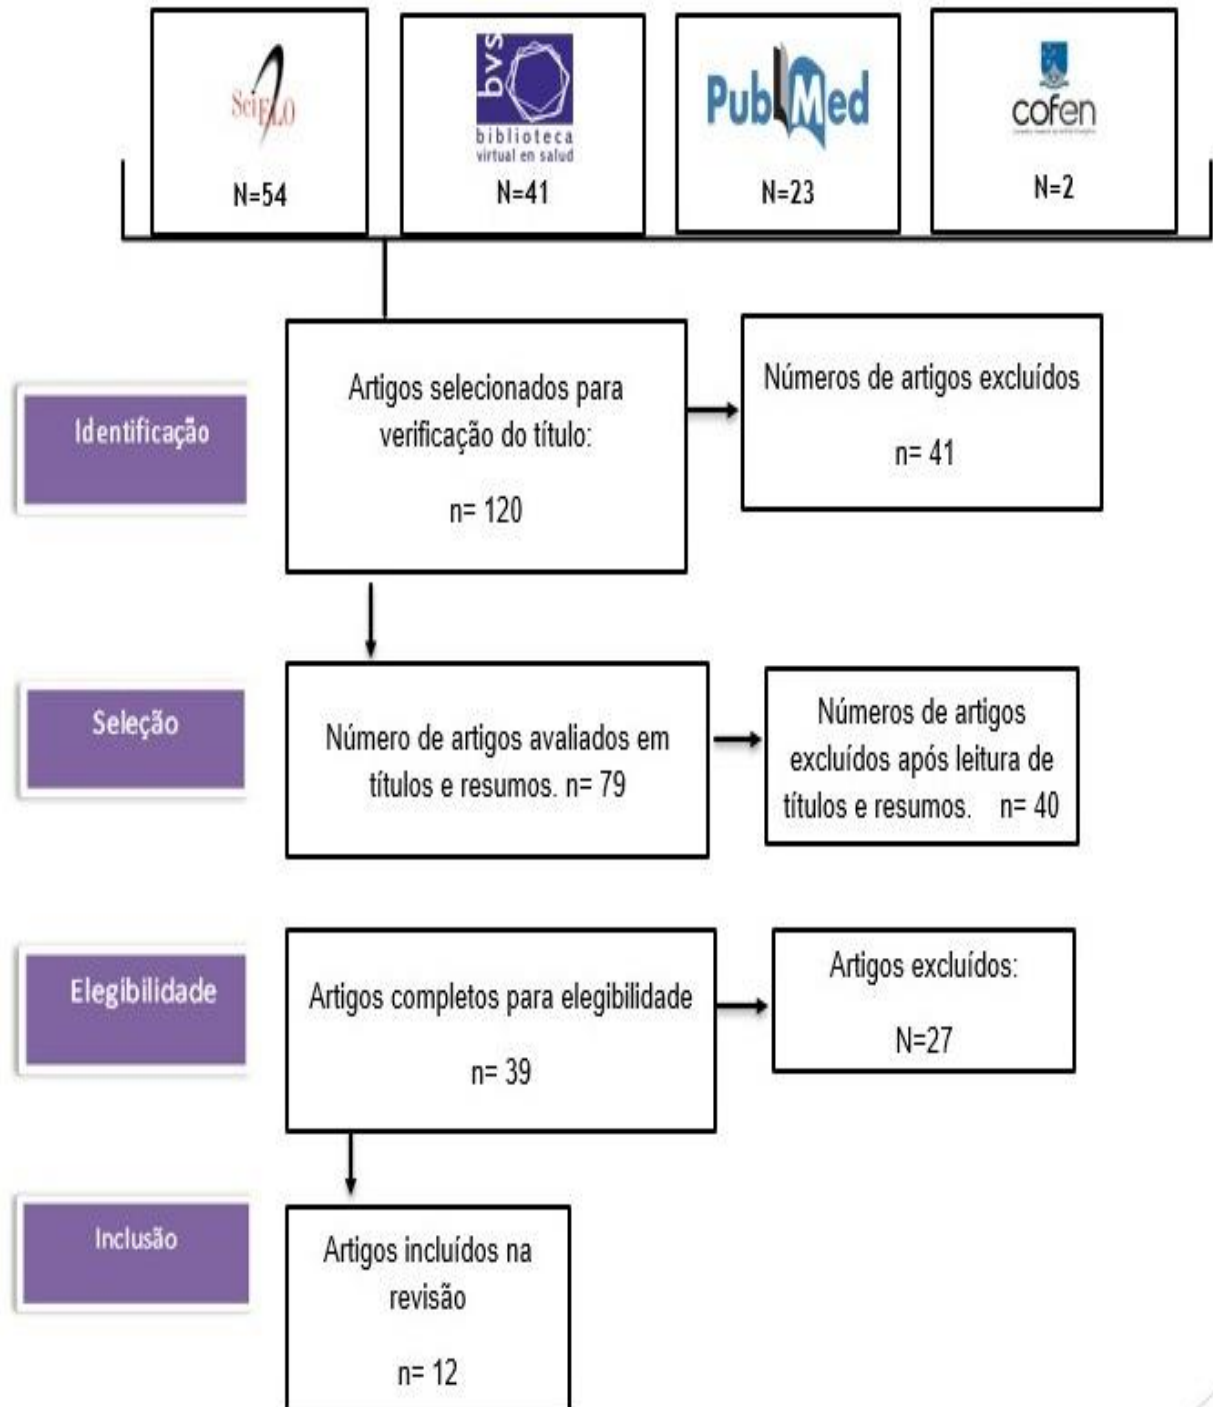 SciELO
N=54
bvs
biblioteca
virtual en salud
N=41
PubMed
N=23
cofen
N=2
Identificação
Artigos selecionados para
verificação do título:
n= 120
Números de artigos excluídos
n= 41
Seleção
Número de artigos avaliados em
títulos e resumos. n= 79
Números de artigos
excluídos após leitura de
títulos e resumos. n= 40
Elegibilidade
Artigos completos para elegibilidade
n= 39
Artigos excluídos:
N=27
Inclusão
Artigos incluídos na
revisão
n= 12